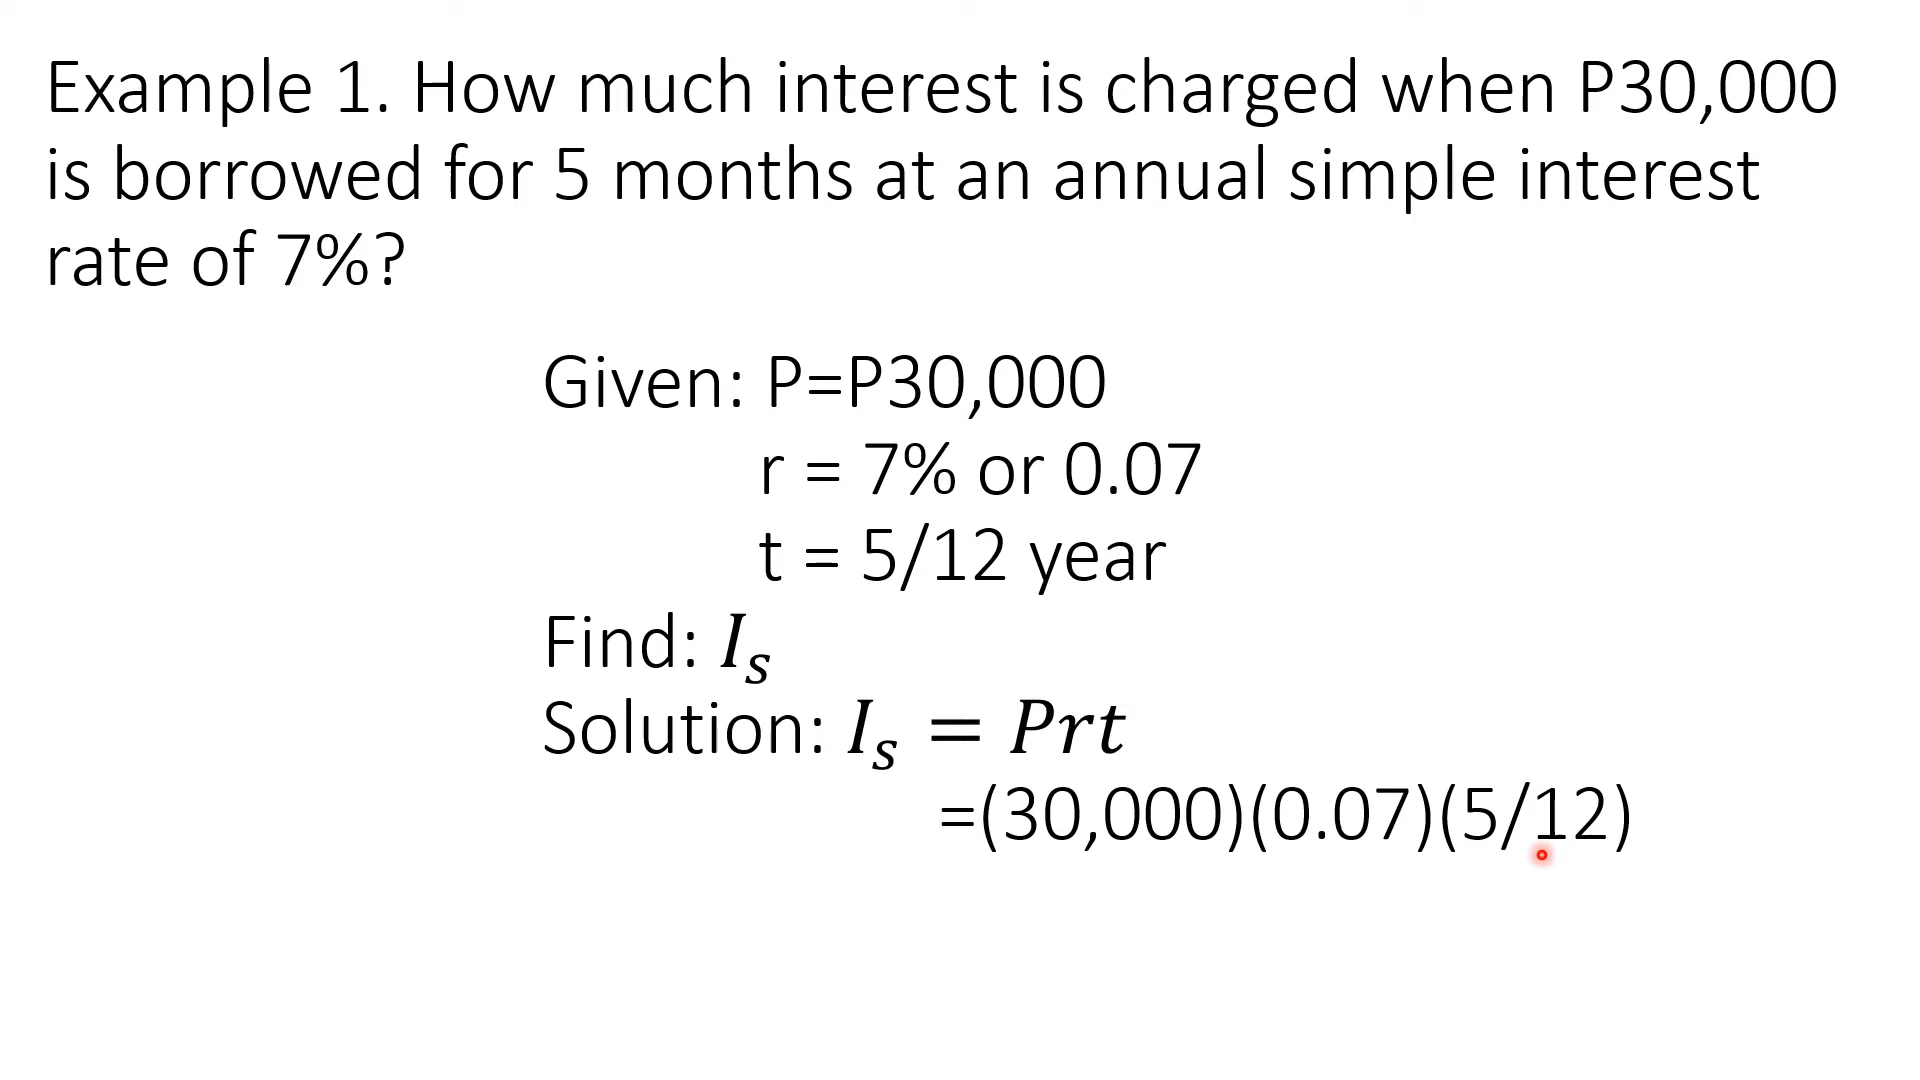 Example 1. How much interest is charged when P30,000
is borrowed for 5 months at an annual simple interest
rate of 7%?
Given: P=P30,000
r = 7% or 0.07
t = 5/12 year
Find: Iₛ
Solution: Iₛ = Prt
=(30,000)(0.07)(5/12)